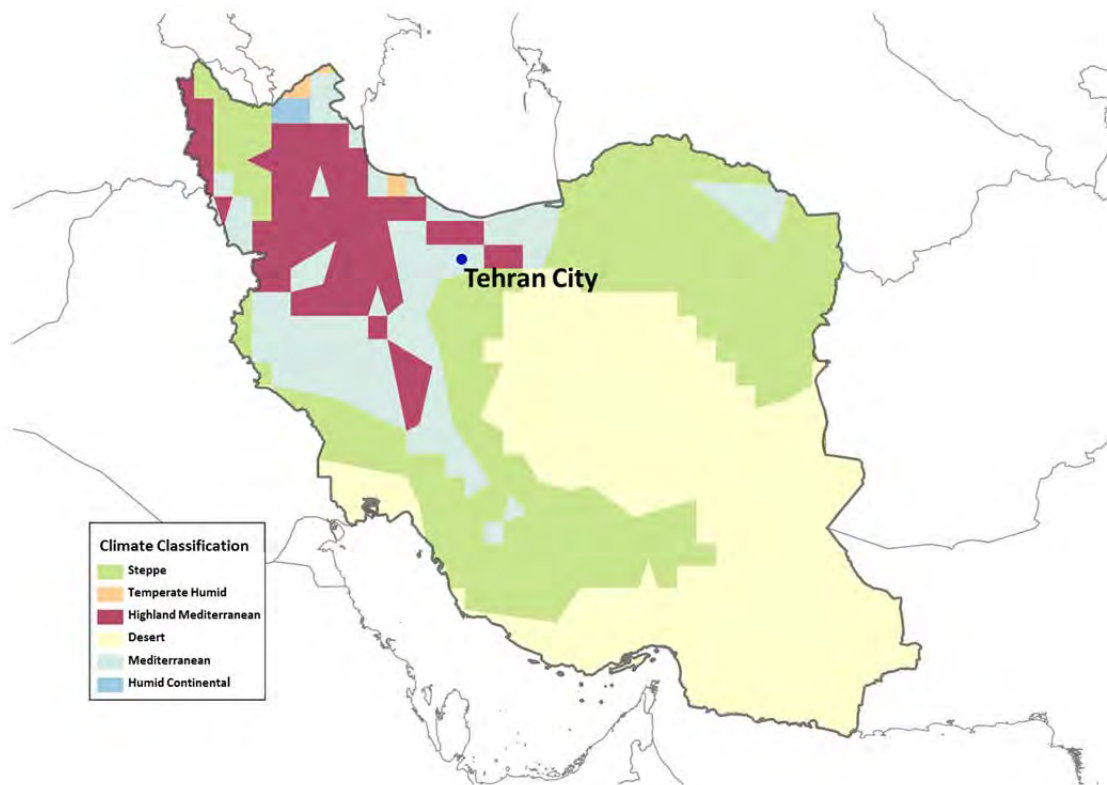 Tehran City
Climate Classification
Steppe
Temperate Humid
Highland Mediterranean
Desert
Mediterranean
Humid Continental